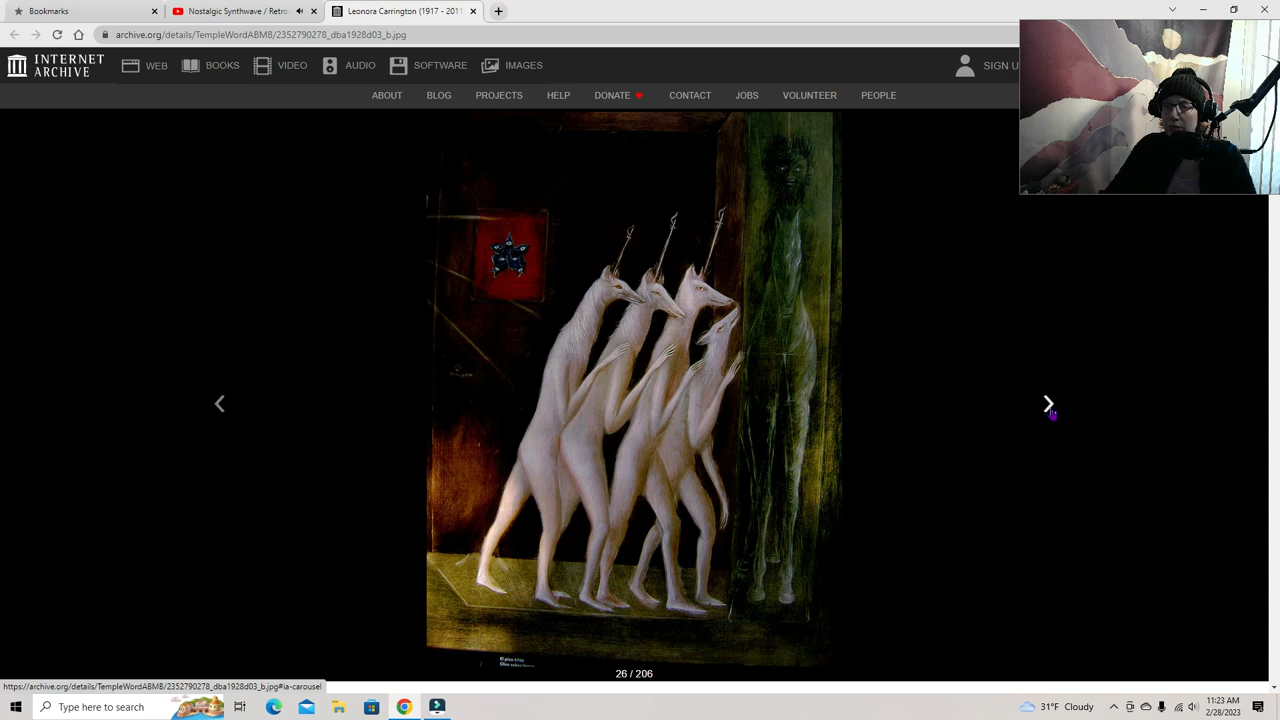 Bookmarks
Nostalgic Synthwave / Retro
Leonora Carrington (1917 - 2011
archive.org/details/TempleWordABMB/2352790278_dba1928d03_b.jpg
INTERNET
ARCHIVE
WEB
BOOKS
VIDEO
AUDIO
SOFTWARE
IMAGES
SIGN U
ABOUT
BLOG
PROJECTS
HELP
DONATE
CONTACT
JOBS
VOLUNTEER
PEOPLE
26 / 206
https://archive.org/details/TempleWordABMB/2352790278_dba1928d03_b.jpg#ia-carousel
Type here to search
31°F Cloudy
11:23 AM
2/28/2023